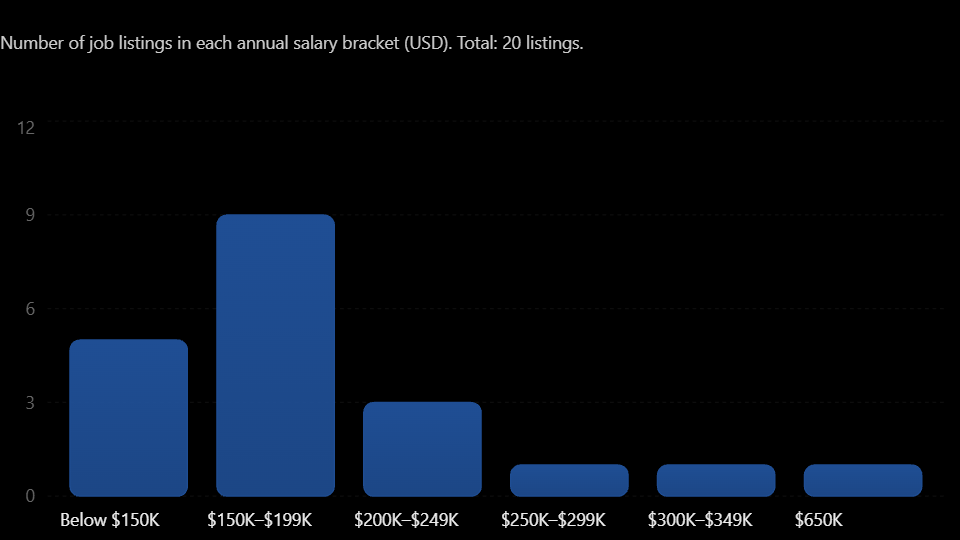 Number of job listings in each annual salary bracket (USD). Total: 20 listings.
12
9
6
3
0
Below $150K $150K–$199K $200K–$249K $250K–$299K $300K–$349K $650K